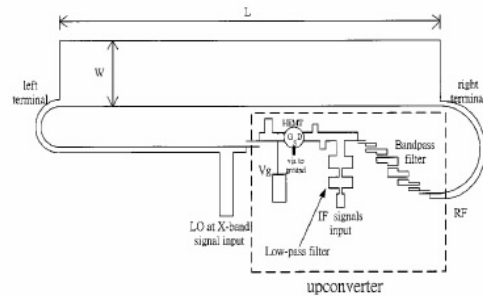 L
W
left
terminal
right
terminal
HEMT
G D
via to
ground
Bandpass
filter
Vg
IF signals
input
RF
LO at X-band
signal input
Low-pass filter
upconverter